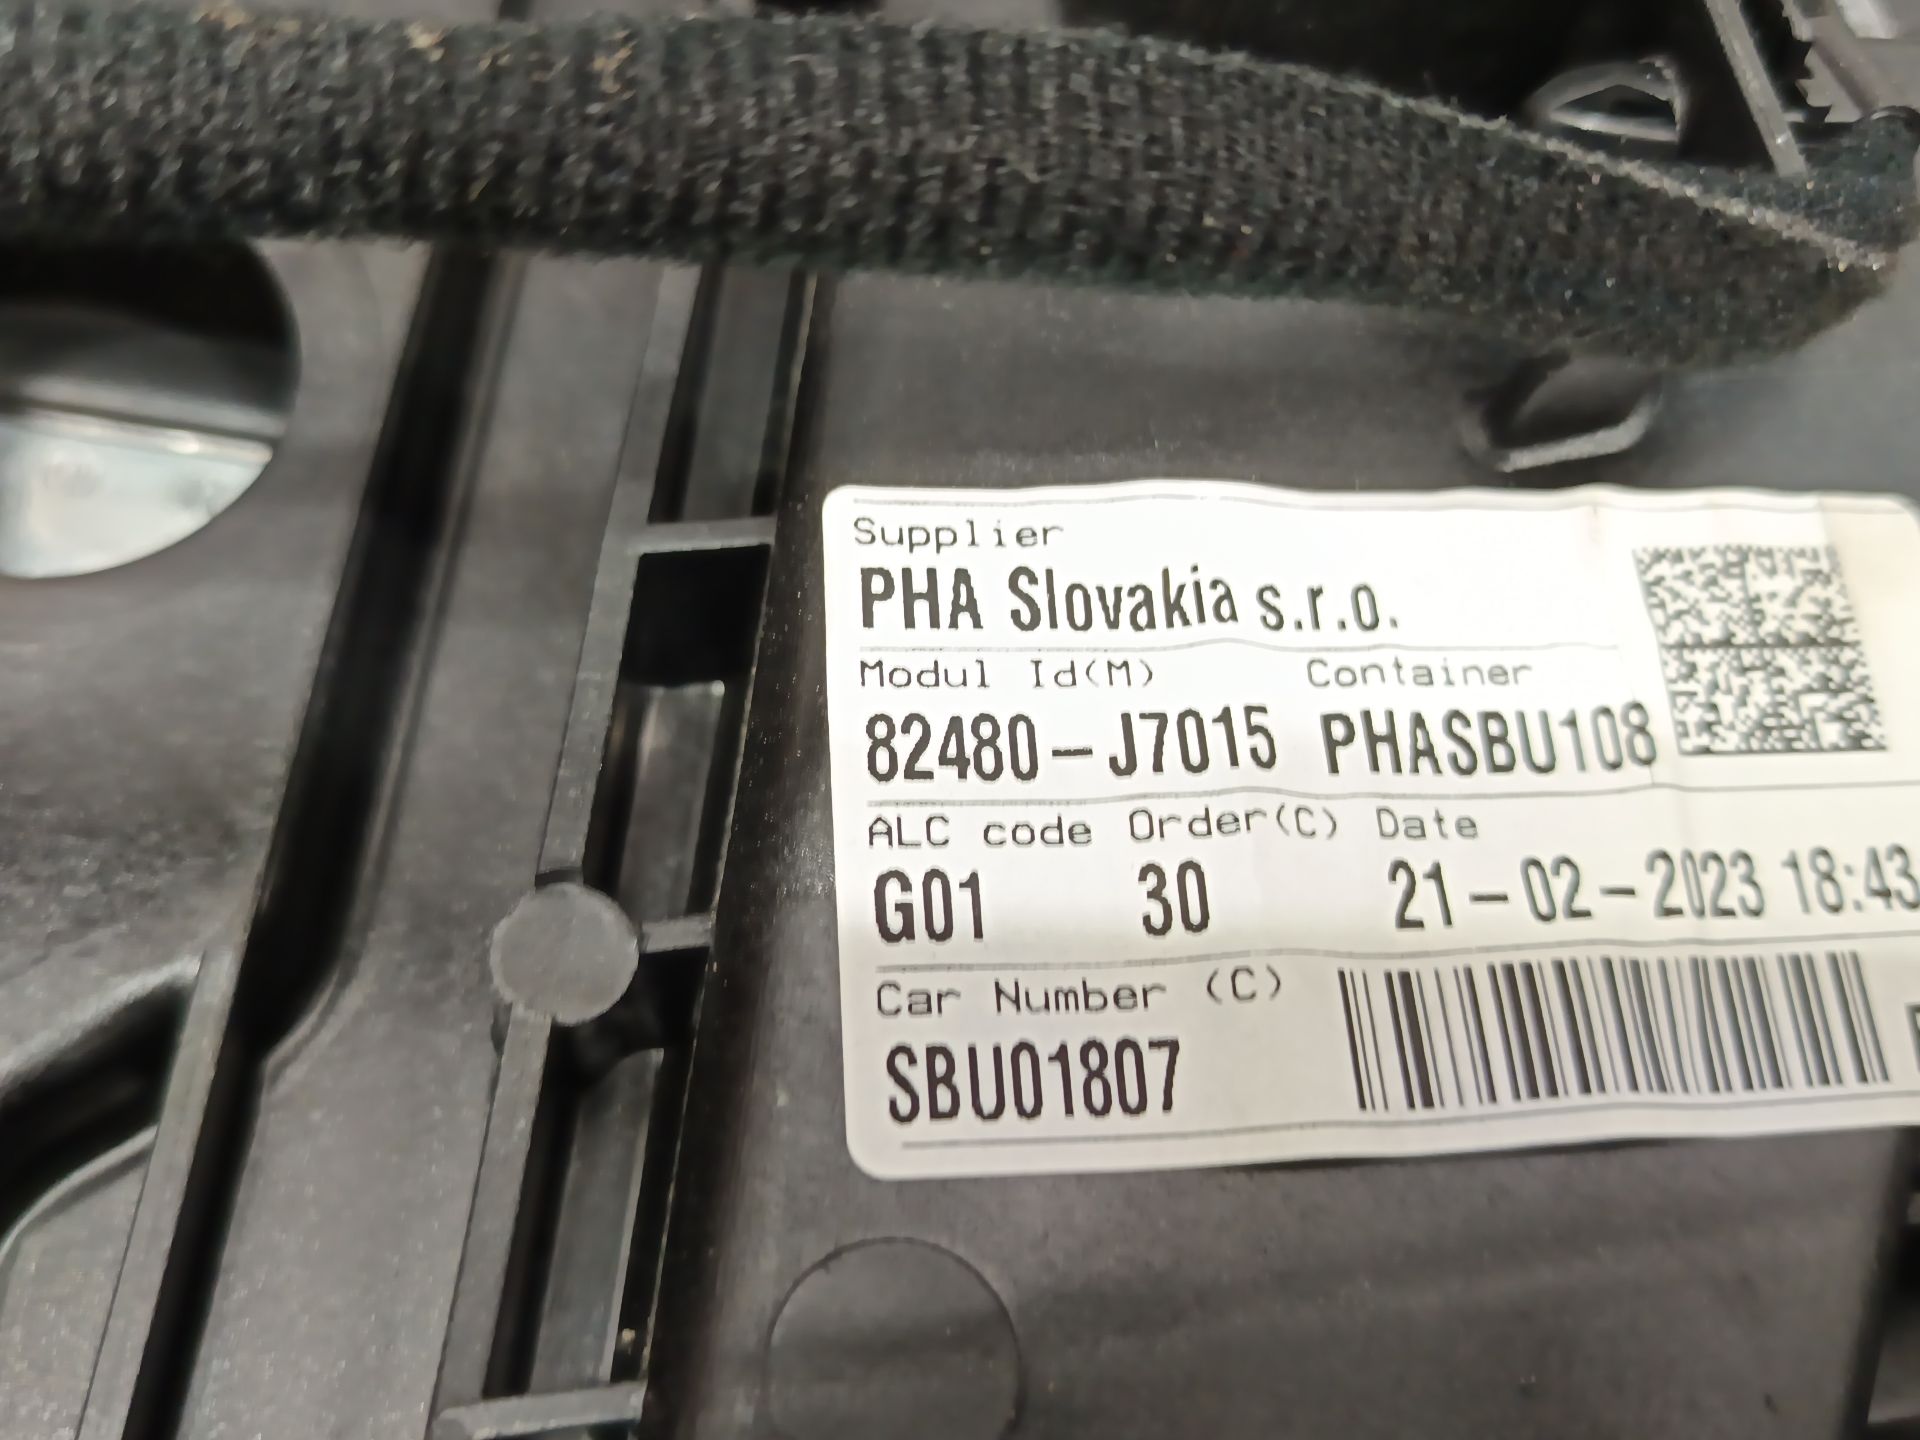 Supplier
PHA Slovakia s.r.o.
Modul Id(M) Container
82480-J7015 PHASBU108
ALC code Order(C) Date
G01 30 21-02-2023 18:43
Car Number (C)
SBU01807